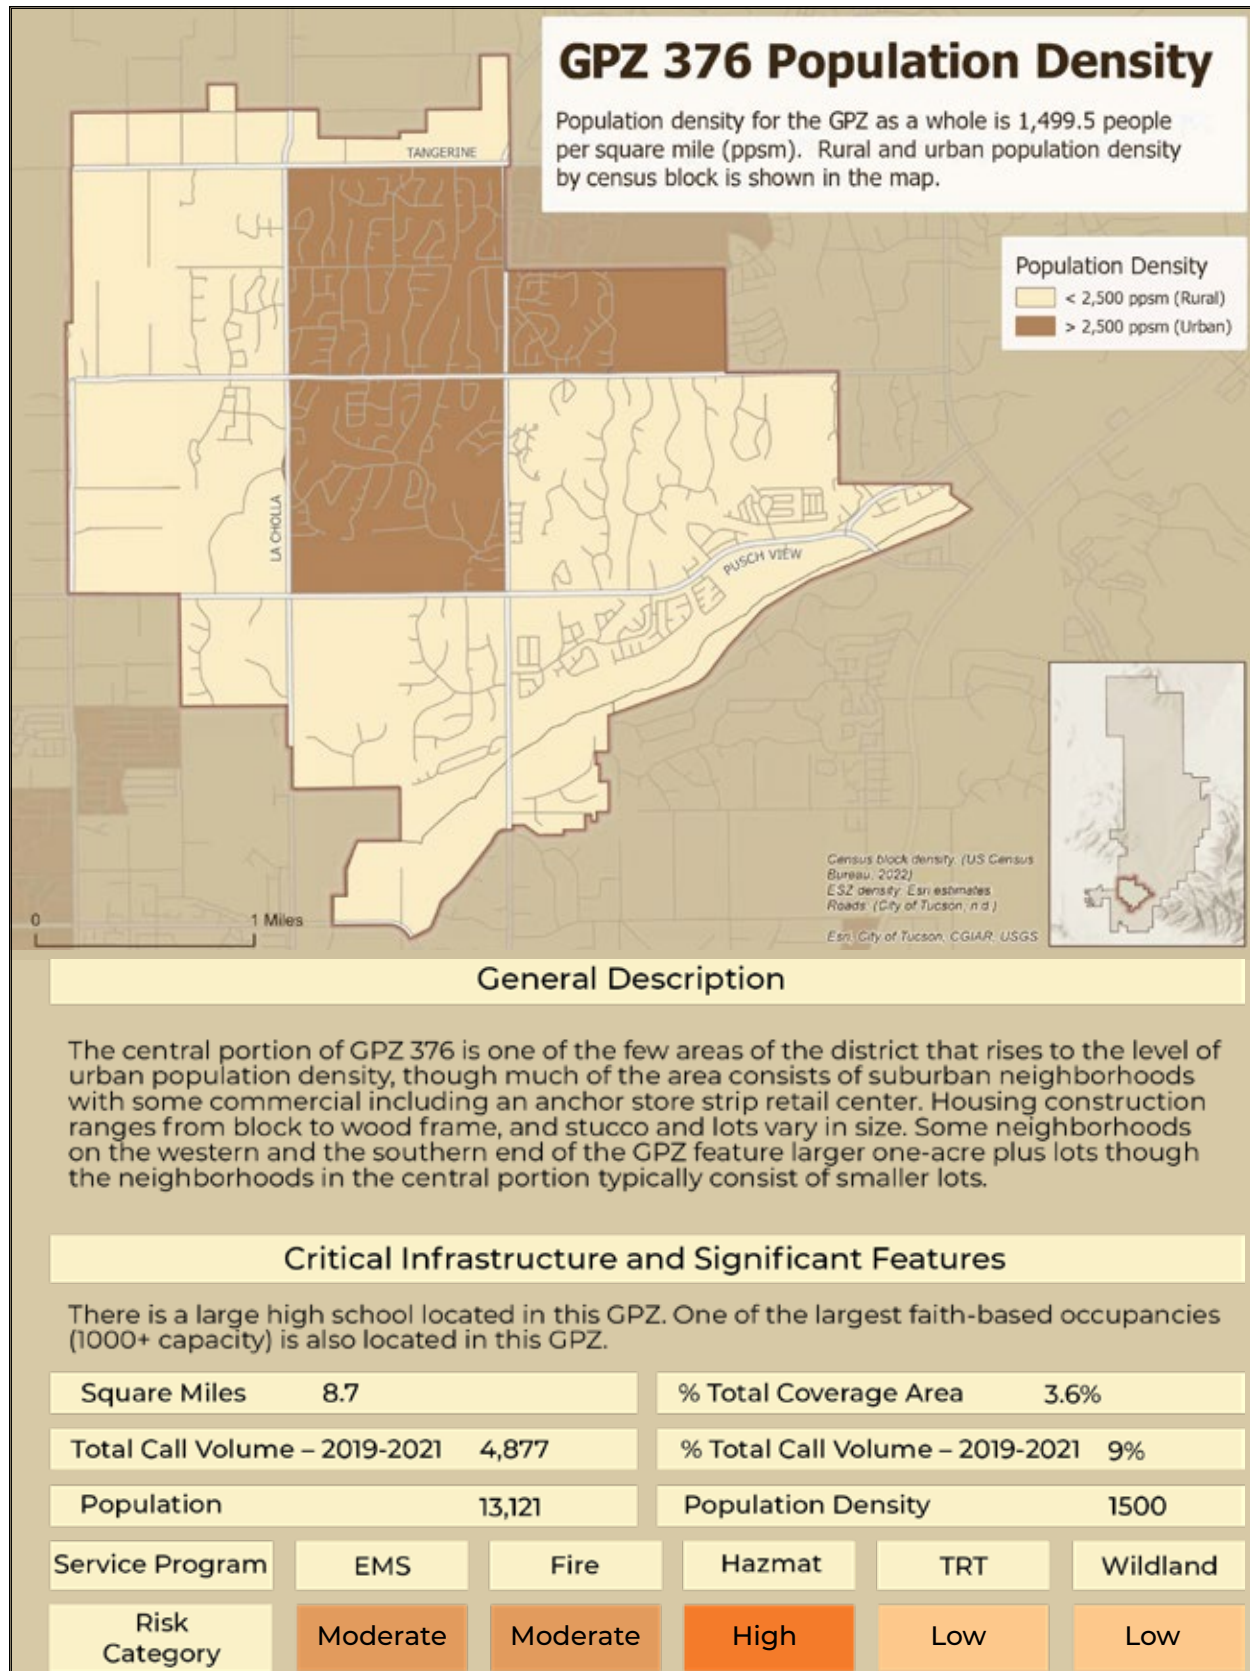 GPZ 376 Population Density
Population density for the GPZ as a whole is 1,499.5 people
per square mile (ppsm). Rural and urban population density
by census block is shown in the map.
TANGERINE
Population Density
< 2,500 ppsm (Rural)
> 2,500 ppsm (Urban)
LA CHOLLA
PUSCH VIEW
Census block density: (US Census
Bureau, 2022)
ESZ density: Esri estimates
Roads: (City of Tucson, n.d.)
Esri, City of Tucson, CGIAR, USGS
0 1 Miles
General Description
The central portion of GPZ 376 is one of the few areas of the district that rises to the level of
urban population density, though much of the area consists of suburban neighborhoods
with some commercial including an anchor store strip retail center. Housing construction
ranges from block to wood frame, and stucco and lots vary in size. Some neighborhoods
on the western and the southern end of the GPZ feature larger one-acre plus lots though
the neighborhoods in the central portion typically consist of smaller lots.
Critical Infrastructure and Significant Features
There is a large high school located in this GPZ. One of the largest faith-based occupancies
(1000+ capacity) is also located in this GPZ.
Square Miles 8.7
% Total Coverage Area 3.6%
Total Call Volume – 2019-2021 4,877
% Total Call Volume – 2019-2021 9%
Population 13,121
Population Density 1500
Service Program EMS Fire Hazmat TRT Wildland
Risk
Category
Moderate Moderate High Low Low